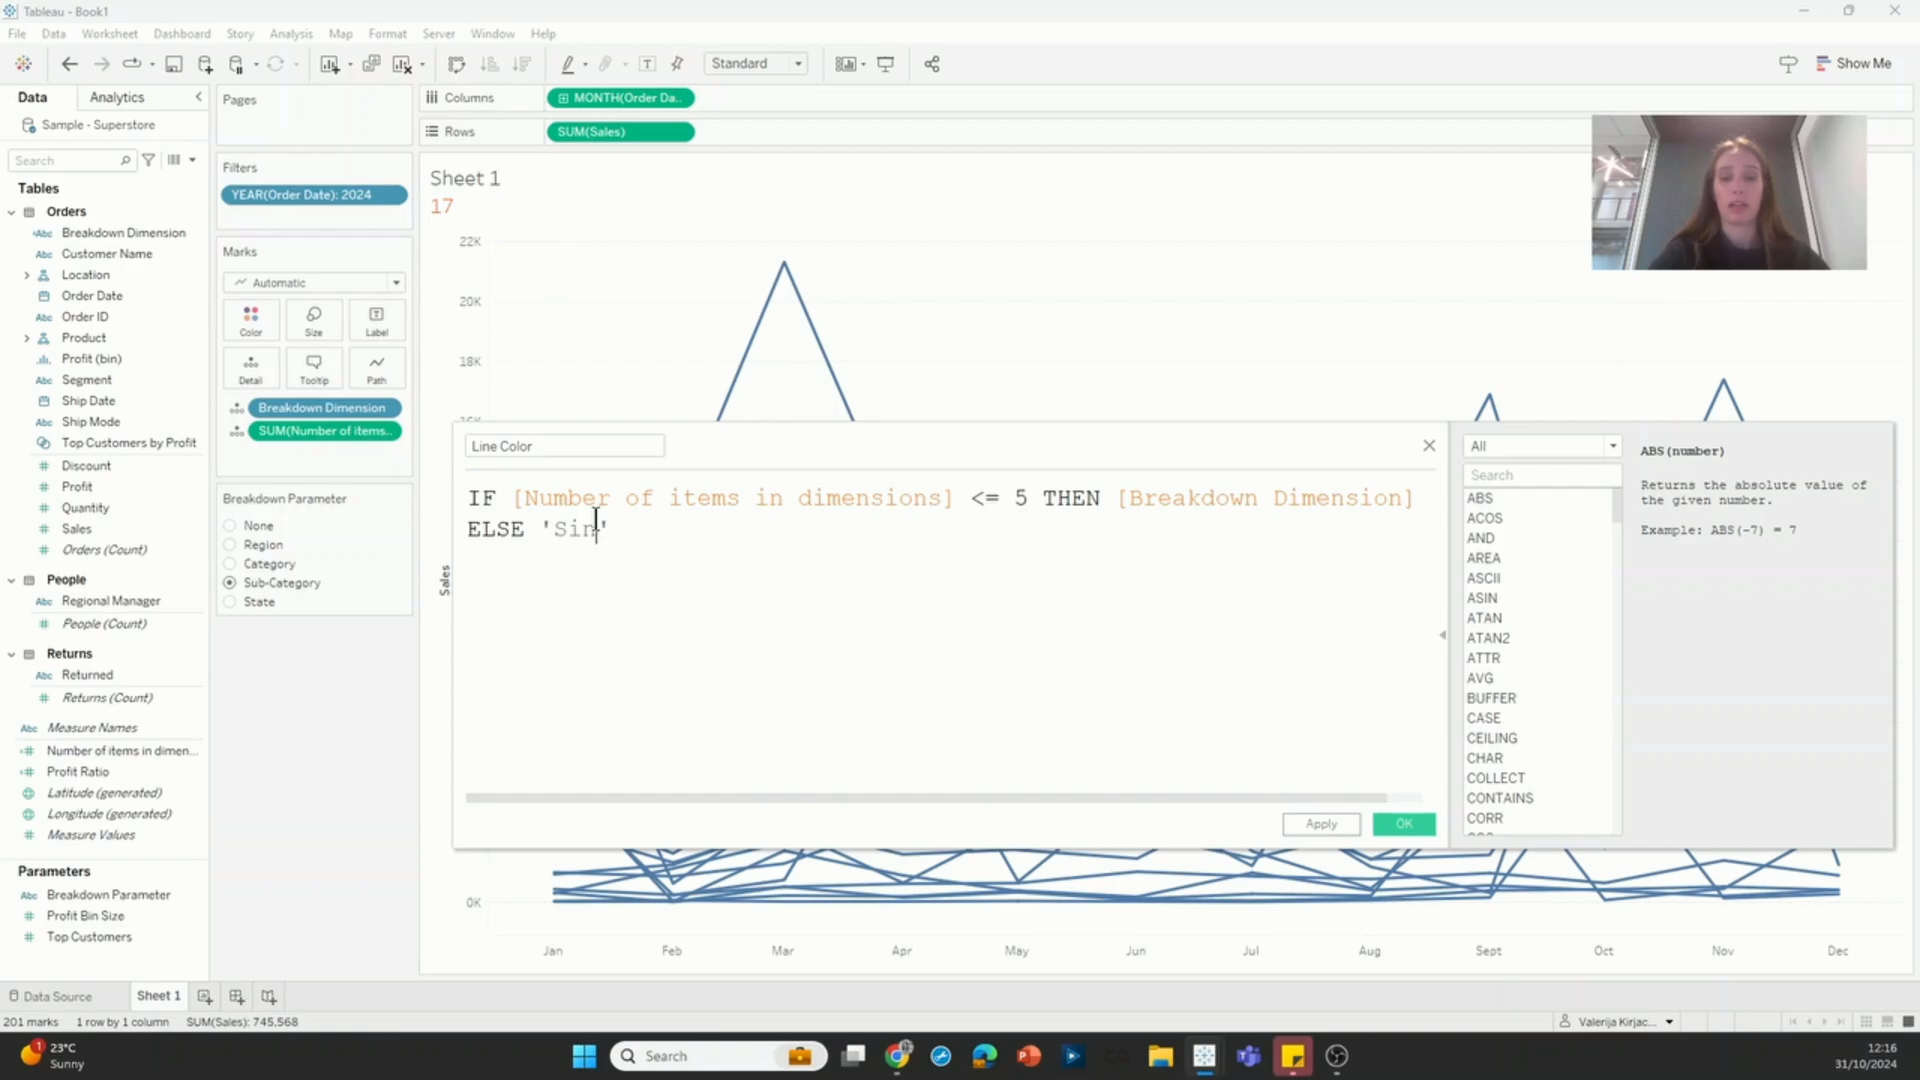 Tableau - Book1
File Data Worksheet Dashboard Story Analysis Map Format Server Window Help
Standard
Show Me
Data Analytics
Sample - Superstore
Search
Tables
Orders
Breakdown Dimension
Customer Name
Location
Order Date
Order ID
Product
Profit (bin)
Segment
Ship Date
Ship Mode
Top Customers by Profit
Discount
Profit
Quantity
Sales
Orders (Count)
People
Regional Manager
People (Count)
Returns
Returned
Returns (Count)
Measure Names
Number of items in dimen...
Profit Ratio
Latitude (generated)
Longitude (generated)
Measure Values
Parameters
Breakdown Parameter
Profit Bin Size
Top Customers
Pages
Filters
YEAR(Order Date): 2024
Marks
Automatic
Color Size Label
Detail Tooltip Path
Breakdown Dimension
SUM(Number of items..
Breakdown Parameter
None
Region
Category
Sub-Category
State
Columns MONTH(Order Da..
Rows SUM(Sales)
Sheet 1
17
22K
20K
18K
Sales
0K
Jan Feb Mar Apr May Jun Jul Aug Sept Oct Nov Dec
Line Color
IF [Number of items in dimensions] <= 5 THEN [Breakdown Dimension]
ELSE 'Sin'
Apply OK
All
Search
ABS
ACOS
AND
AREA
ASCII
ASIN
ATAN
ATAN2
ATTR
AVG
BUFFER
CASE
CEILING
CHAR
COLLECT
CONTAINS
CORR
ABS(number)
Returns the absolute value of
the given number.
Example: ABS(-7) = 7
Data Source Sheet 1
201 marks 1 row by 1 column SUM(Sales): 745,568
Valerija Kirjac...
1
23°C
Sunny
Search
12:16
31/10/2024